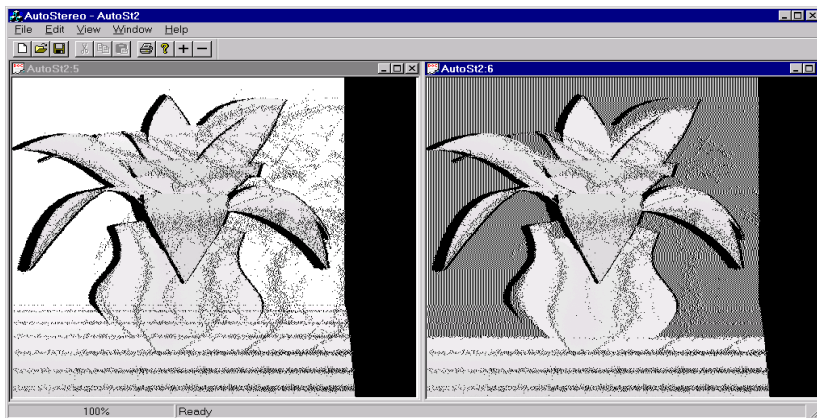 AutoStereo - AutoSt2
File Edit View Window Help
AutoSt2:5
AutoSt2:6
100% Ready